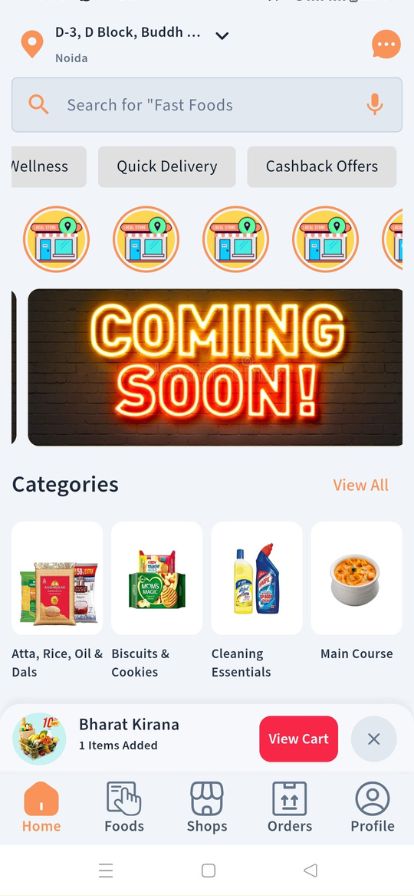 D-3, D Block, Buddh ...
Noida
Search for "Fast Foods
Wellness
Quick Delivery
Cashback Offers
COMING
SOON!
Categories
View All
Atta, Rice, Oil & Dals
Biscuits & Cookies
Cleaning Essentials
Main Course
Bharat Kirana
1 Items Added
View Cart
Home
Foods
Shops
Orders
Profile